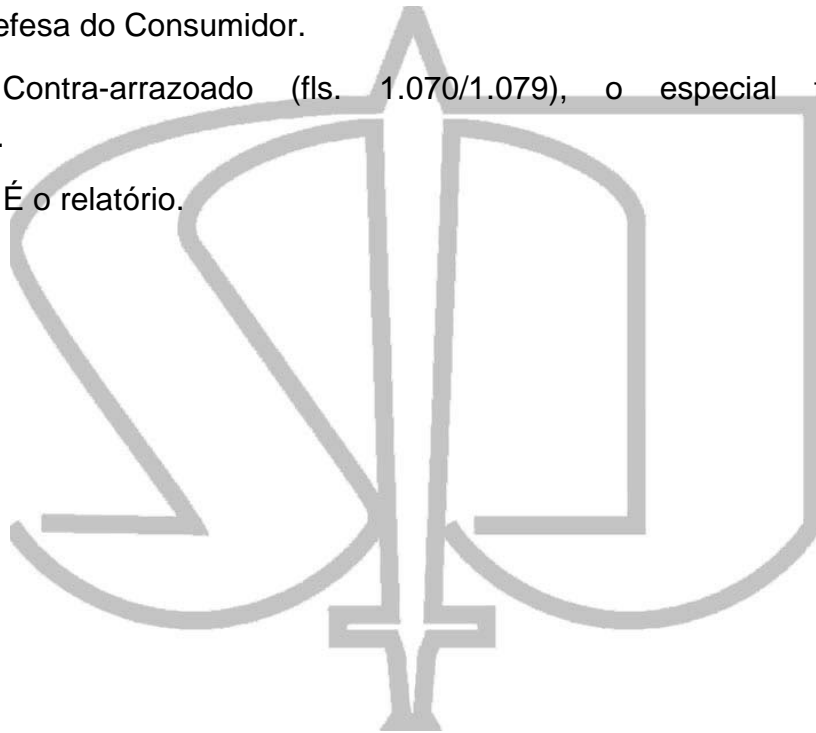 efesa do Consumidor.
Contra-arrazoado (fls. 1.070/1.079), o especial
.
É o relatório.